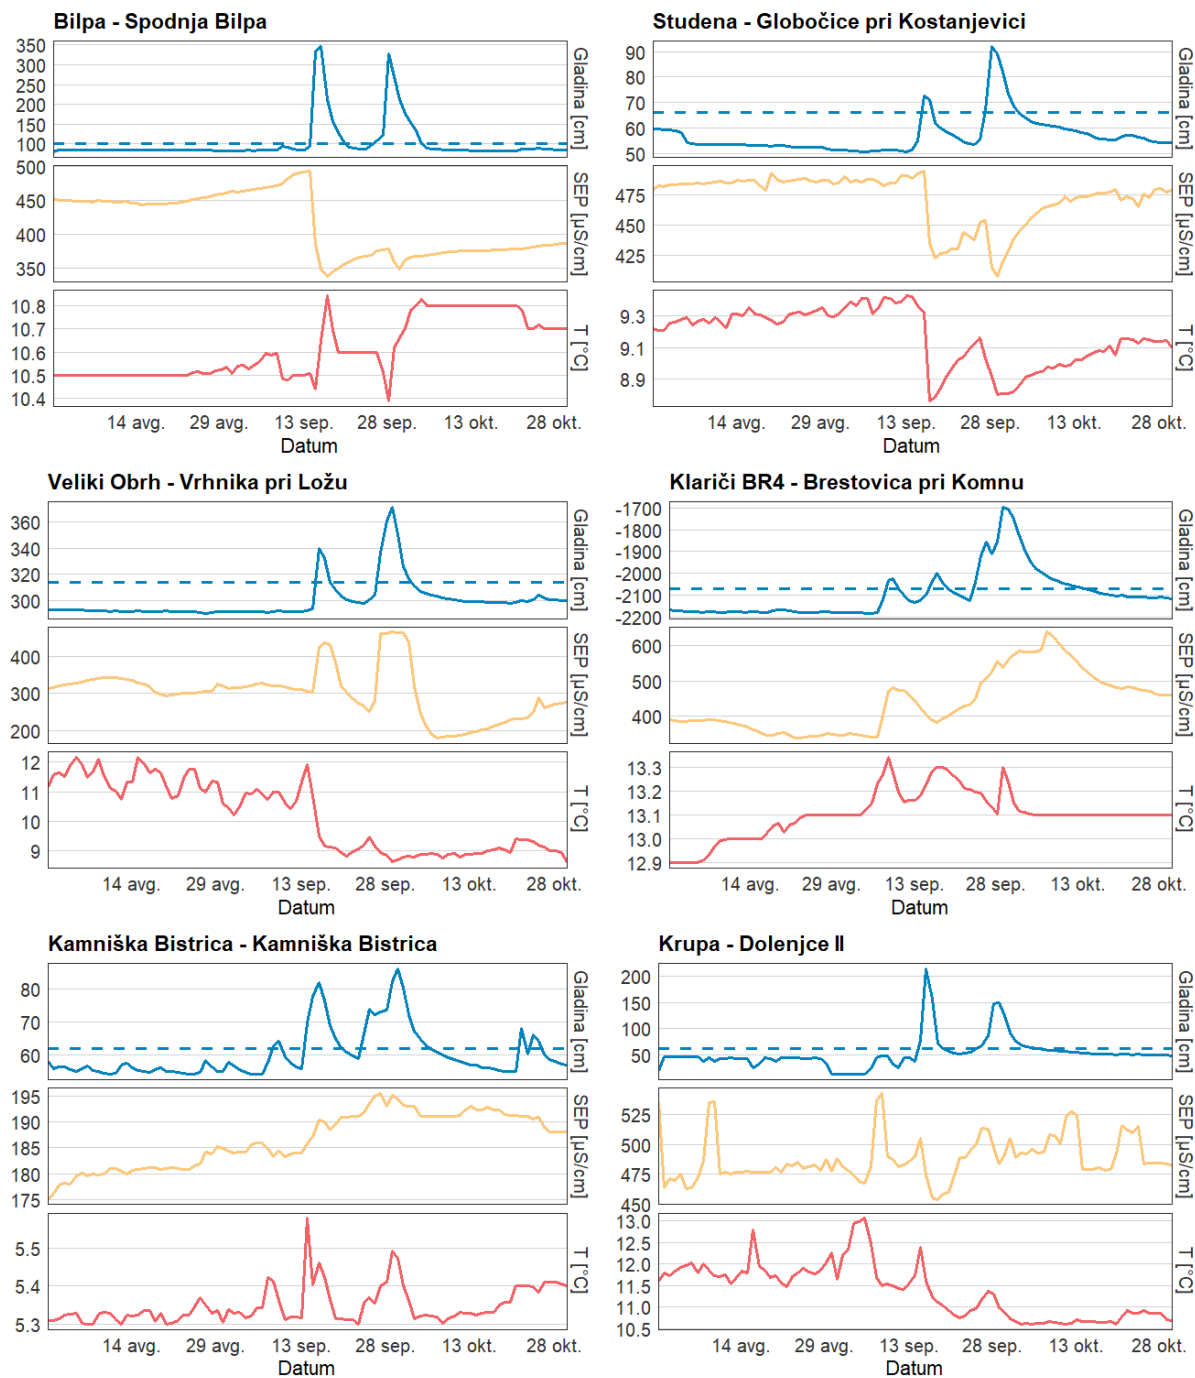 Bilpa - Spodnja Bilpa
350
300
250
200
150
100
Gladina [cm]
500
450
400
350
SEP [µS/cm]
10.8
10.7
10.6
10.5
10.4
T [°C]
14 avg. 29 avg. 13 sep. 28 sep. 13 okt. 28 okt.
Datum
Studena - Globočice pri Kostanjevici
90
80
70
60
50
Gladina [cm]
475
450
425
SEP [µS/cm]
9.3
9.1
8.9
T [°C]
14 avg. 29 avg. 13 sep. 28 sep. 13 okt. 28 okt.
Datum
Veliki Obrh - Vrhnika pri Ložu
360
340
320
300
Gladina [cm]
400
300
200
SEP [µS/cm]
12
11
10
9
T [°C]
14 avg. 29 avg. 13 sep. 28 sep. 13 okt. 28 okt.
Datum
Klariči BR4 - Brestovica pri Komnu
-1700
-1800
-1900
-2000
-2100
-2200
Gladina [cm]
600
500
400
SEP [µS/cm]
13.3
13.2
13.1
13.0
12.9
T [°C]
14 avg. 29 avg. 13 sep. 28 sep. 13 okt. 28 okt.
Datum
Kamniška Bistrica - Kamniška Bistrica
80
70
60
Gladina [cm]
195
190
185
180
175
SEP [µS/cm]
5.5
5.4
5.3
T [°C]
14 avg. 29 avg. 13 sep. 28 sep. 13 okt. 28 okt.
Datum
Krupa - Dolenjce II
200
150
100
50
Gladina [cm]
525
500
475
450
SEP [µS/cm]
13.0
12.5
12.0
11.5
11.0
10.5
T [°C]
14 avg. 29 avg. 13 sep. 28 sep. 13 okt. 28 okt.
Datum